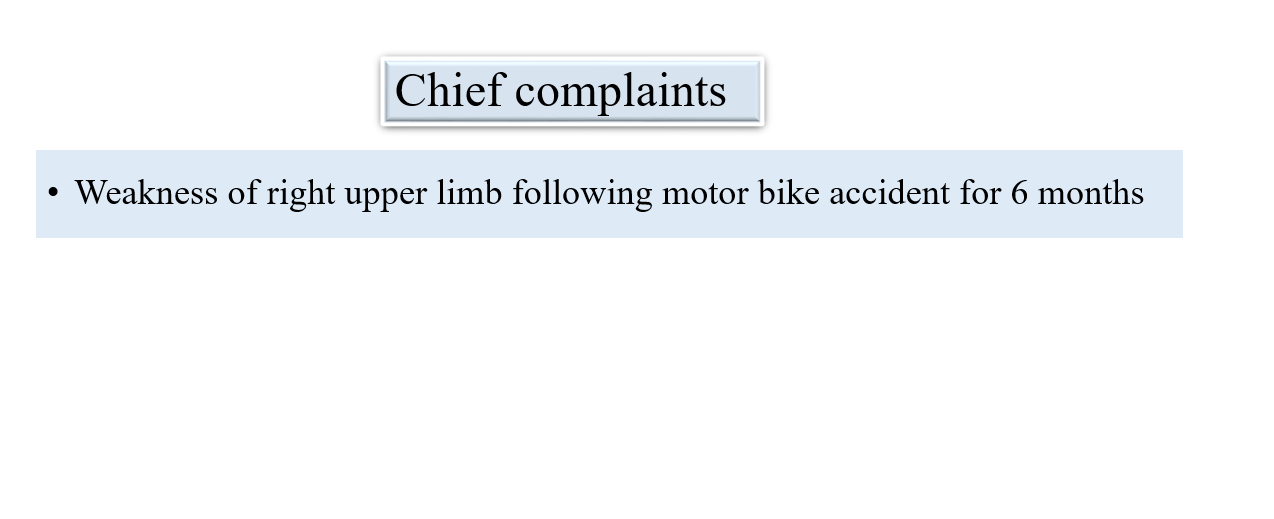 Chief complaints
• Weakness of right upper limb following motor bike accident for 6 months